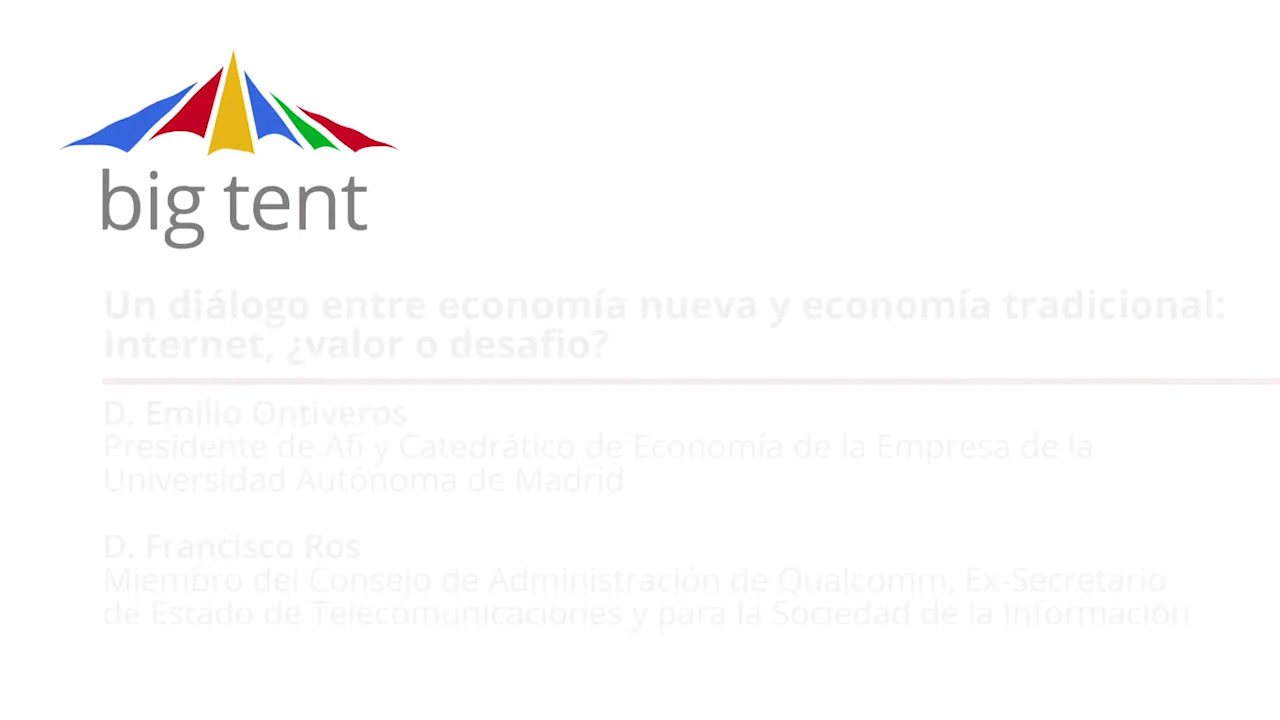 big tent
Un diálogo entre economía nueva y economía tradicional:
Internet, ¿valor o desafio?
D. Emilio Ontiveros
Presidente de Afi y Catedrático de Economía de la Empresa de la
Universidad Autónoma de Madrid.
D. Francisco Ros
Miembro del Consejo de Administración de Qualcomm, Ex-Secretario
de Estado de Telecomunicaciones y para la Sociedad de la Información